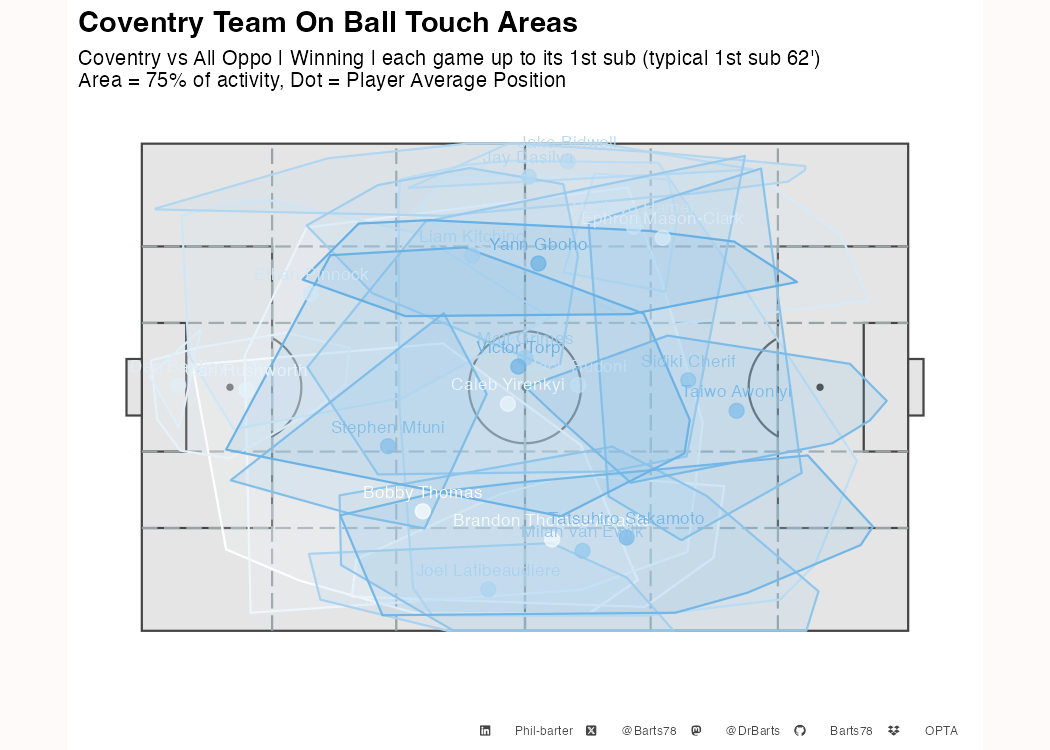 Coventry Team On Ball Touch Areas
Coventry vs All Oppo | Winning | each game up to its 1st sub (typical 1st sub 62')
Area = 75% of activity, Dot = Player Average Position
Jake Bidwell
Jay Dasilva
Ephron Mason-Clark
Liam Kitching
Yann Gboho
Victor Torp
Sidiki Cherif
Caleb Yirenkyi
Taiwo Awoniyi
Stephen Mfuni
Bobby Thomas
Brandon
Tatsuhiro Sakamoto
Milan van Ewijk
Joel Latibeaudiere
Phil-barter @Barts78 @DrBarts Barts78 OPTA